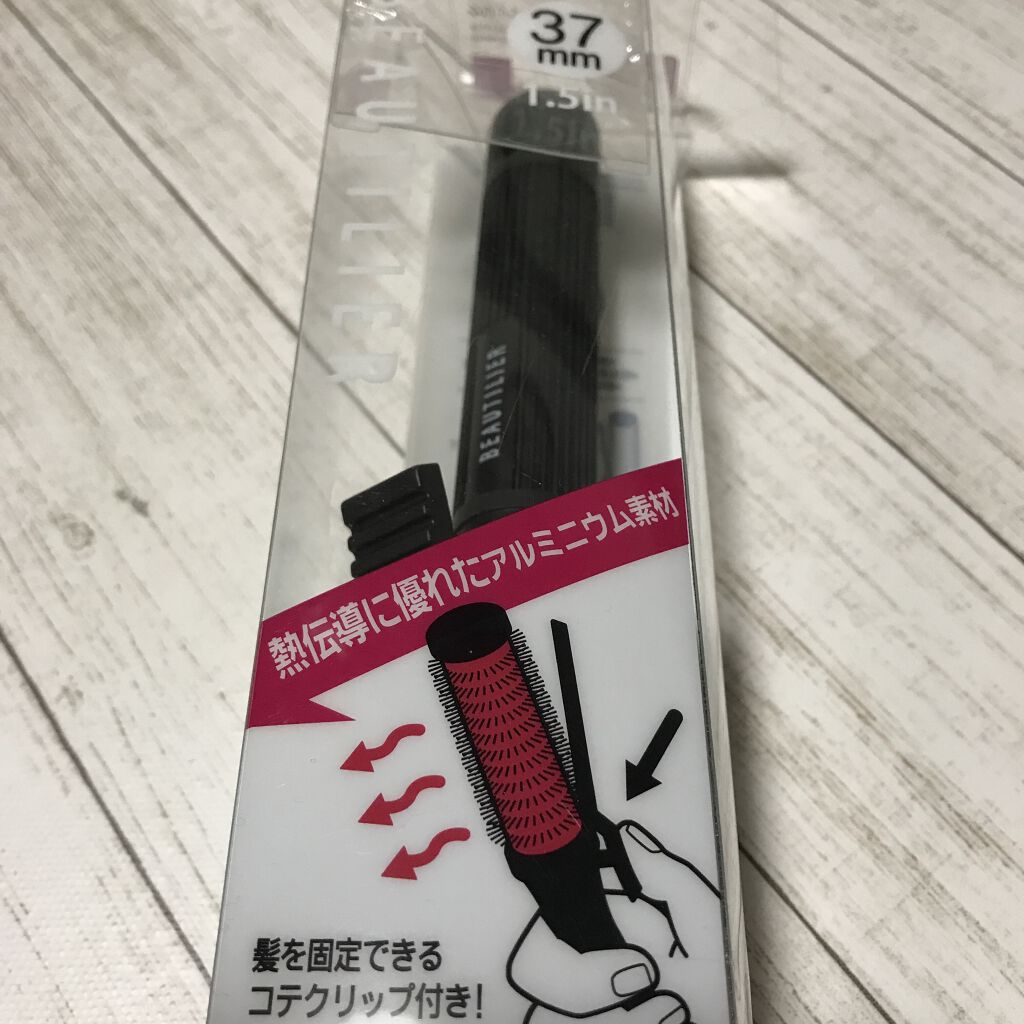 37
mm
1.5in
BEAUTILIER
BEAUTILIER
熱伝導に優れたアルミニウム素材
髪を固定できる
コテクリップ付き!